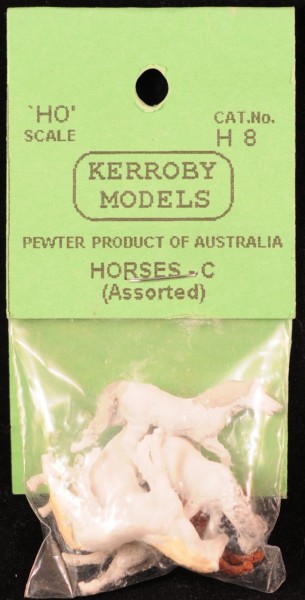 'HO'
SCALE
CAT.No.
H 8
KERROBY
MODELS
PEWTER PRODUCT OF AUSTRALIA
HORSES - C
(Assorted)